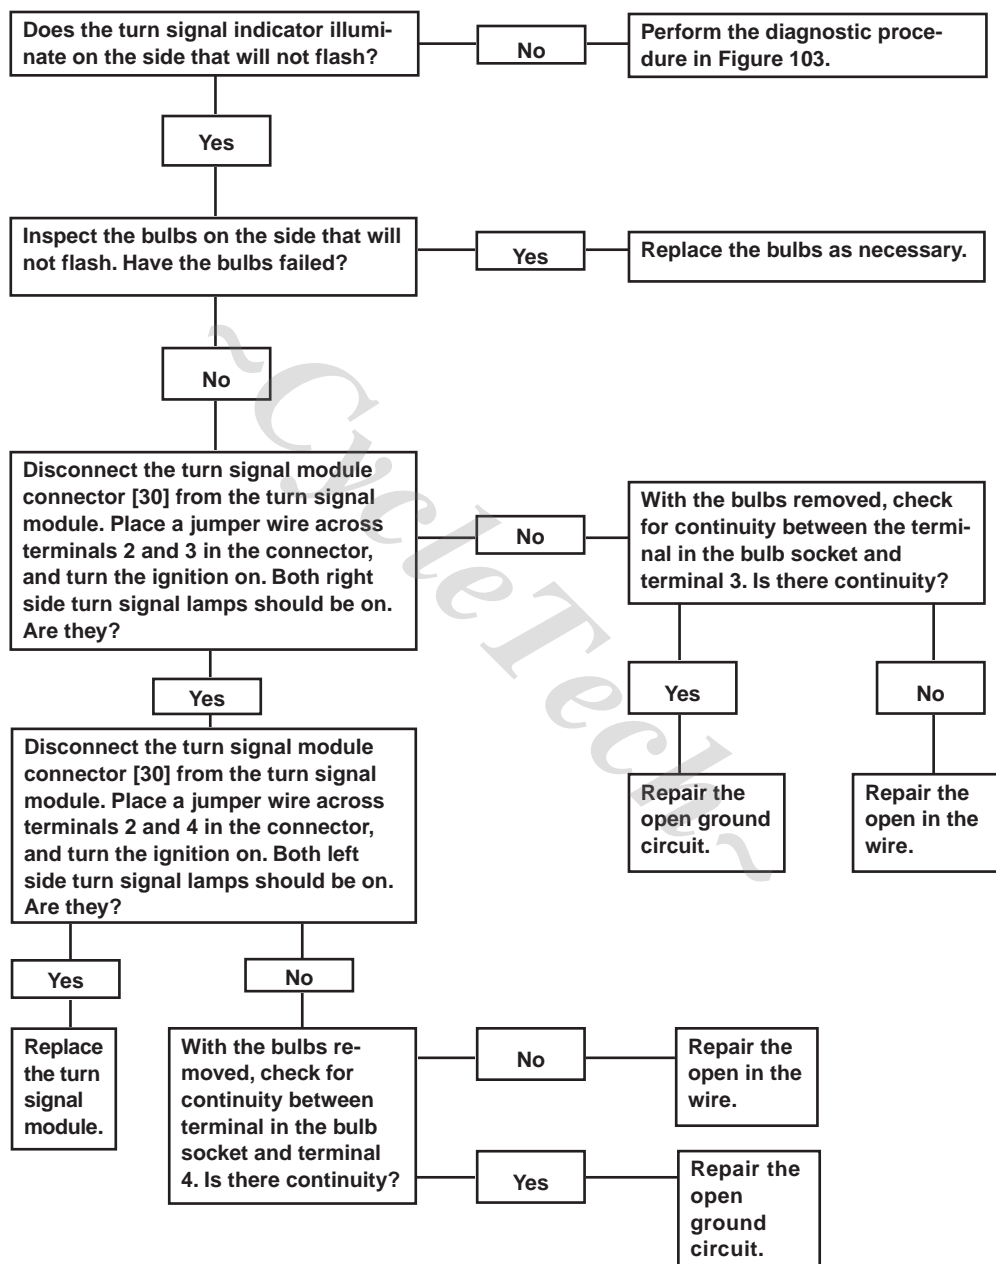 Does the turn signal indicator illumi-
nate on the side that will not flash?
No
Perform the diagnostic proce-
dure in Figure 103.
Yes
Inspect the bulbs on the side that will
not flash. Have the bulbs failed?
Yes
Replace the bulbs as necessary.
No
Disconnect the turn signal module
connector [30] from the turn signal
module. Place a jumper wire across
terminals 2 and 3 in the connector,
and turn the ignition on. Both right
side turn signal lamps should be on.
Are they?
No
With the bulbs removed, check
for continuity between the termi-
nal in the bulb socket and
terminal 3. Is there continuity?
Yes
Repair the
open ground
circuit.
No
Repair the
open in the
wire.
Yes
Disconnect the turn signal module
connector [30] from the turn signal
module. Place a jumper wire across
terminals 2 and 4 in the connector,
and turn the ignition on. Both left
side turn signal lamps should be on.
Are they?
Yes
Replace
the turn
signal
module.
No
With the bulbs re-
moved, check for
continuity between
terminal in the bulb
socket and terminal
4. Is there continuity?
No
Repair the
open in the
wire.
Yes
Repair the
open
ground
circuit.
~CycleTech~